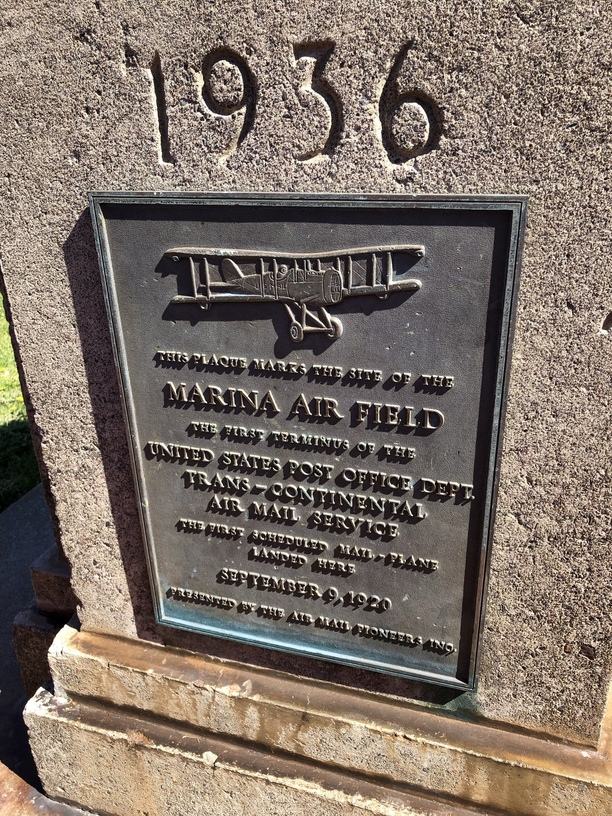 1936
THIS PLAQUE MARKS THE SITE OF THE
MARINA AIR FIELD
THE FIRST TERMINUS OF THE
UNITED STATES POST OFFICE DEPT.
TRANS-CONTINENTAL
AIR MAIL SERVICE
THE FIRST SCHEDULED MAIL-PLANE
LANDED HERE
SEPTEMBER 9, 1920
PRESENTED BY THE AIR MAIL PIONEERS INC.